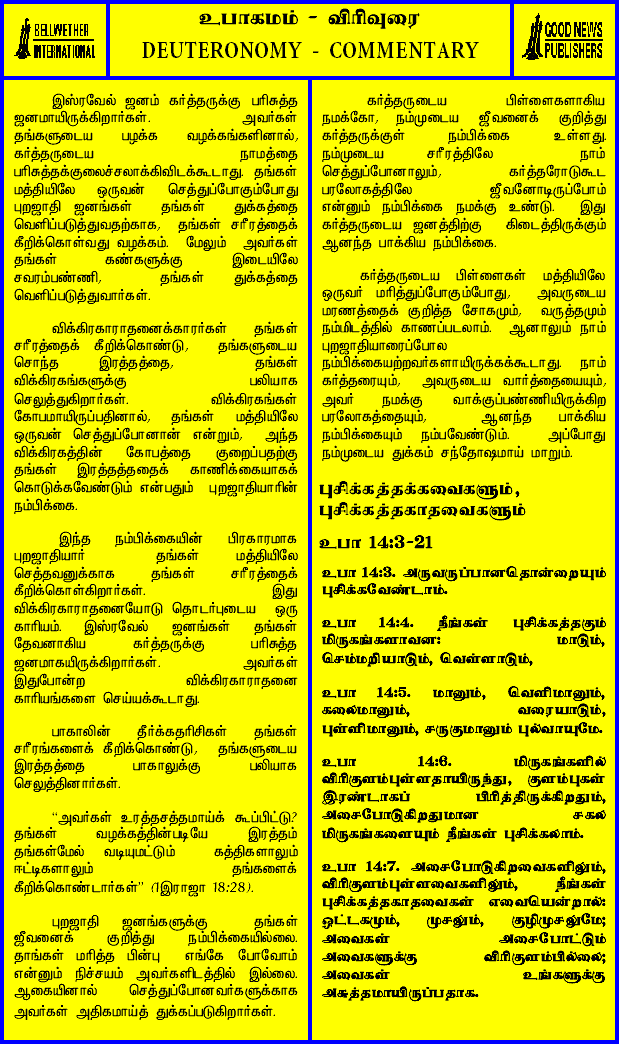 BELLWETHER
INTERNATIONAL
உபாகமம் - விரிவுரை
DEUTERONOMY - COMMENTARY
GOOD NEWS
PUBLISHERS
இஸ்ரவேல் ஜனம் கர்த்தருக்கு பரிசுத்த
ஜனமாயிருக்கிறார்கள். அவர்கள்
தங்களுடைய பழக்க வழக்கங்களினால்,
கர்த்தருடைய நாமத்தை
பரிசுத்தக்குலைச்சலாக்கிவிடக்கூடாது. தங்கள்
மத்தியிலே ஒருவன் செத்துப்போகும்போது
புறஜாதி ஜனங்கள் தங்கள் துக்கத்தை
வெளிப்படுத்துவதற்காக, தங்கள் சரீரத்தைக்
கீறிக்கொள்வது வழக்கம். மேலும் அவர்கள்
தங்கள் கண்களுக்கு இடையிலே
சவரம்பண்ணி, தங்கள் துக்கத்தை
வெளிப்படுத்துவார்கள்.
விக்கிரகாராதனைக்காரர்கள் தங்கள்
சரீரத்தைக் கீறிக்கொண்டு, தங்களுடைய
சொந்த இரத்தத்தை, தங்கள்
விக்கிரகங்களுக்கு பலியாக
செலுத்துகிறார்கள். விக்கிரகங்கள்
கோபமாயிருப்பதினால், தங்கள் மத்தியிலே
ஒருவன் செத்துப்போனான் என்றும், அந்த
விக்கிரகத்தின் கோபத்தை குறைப்பதற்கு
தங்கள் இரத்தத்ததைக் காணிக்கையாகக்
கொடுக்கவேண்டும் என்பதும் புறஜாதியாரின்
நம்பிக்கை.
இந்த நம்பிக்கையின் பிரகாரமாக
புறஜாதியார் தங்கள் மத்தியிலே
செத்தவனுக்காக தங்கள் சரீரத்தைக்
கீறிக்கொள்கிறார்கள். இது
விக்கிரகாராதனையோடு தொடர்புடைய ஒரு
காரியம். இஸ்ரவேல் ஜனங்கள் தங்கள்
தேவனாகிய கர்த்தருக்கு பரிசுத்த
ஜனமாகயிருக்கிறார்கள். அவர்கள்
இதுபோன்ற விக்கிரகாராதனை
காரியங்களை செய்யக்கூடாது.
பாகாலின் தீர்க்கதரிசிகள் தங்கள்
சரீரங்களைக் கீறிக்கொண்டு, தங்களுடைய
இரத்தத்தை பாகாலுக்கு பலியாக
செலுத்தினார்கள்.
“அவர்கள் உரத்தசத்தமாய்க் கூப்பிட்டு?
தங்கள் வழக்கத்தின்படியே இரத்தம்
தங்கள்மேல் வடியுமட்டும் கத்திகளாலும்
ஈட்டிகளாலும் தங்களைக்
கீறிக்கொண்டார்கள்” (1இராஜா 18:28).
புறஜாதி ஜனங்களுக்கு தங்கள்
ஜீவனைக் குறித்து நம்பிக்கையில்லை.
தாங்கள் மரித்த பின்பு எங்கே போவோம்
என்னும் நிச்சயம் அவர்களிடத்தில் இல்லை.
ஆகையினால் செத்துப்போனவர்களுக்காக
அவர்கள் அதிகமாய்த் துக்கப்படுகிறார்கள்.
கர்த்தருடைய பிள்ளைகளாகிய
நமக்கோ, நம்முடைய ஜீவனைக் குறித்து
கர்த்தருக்குள் நம்பிக்கை உள்ளது.
நம்முடைய சரீரத்திலே நாம்
செத்துப்போனாலும், கர்த்தரோடுகூட
பரலோகத்திலே ஜீவனோடிருப்போம்
என்னும் நம்பிக்கை நமக்கு உண்டு. இது
கர்த்தருடைய ஜனத்திற்கு கிடைத்திருக்கும்
ஆனந்த பாக்கிய நம்பிக்கை.
கர்த்தருடைய பிள்ளைகள் மத்தியிலே
ஒருவர் மரித்துப்போகும்போது, அவருடைய
மரணத்தைக் குறித்த சோகமும், வருத்தமும்
நம்மிடத்தில் காணப்படலாம். ஆனாலும் நாம்
புறஜாதியாரைப்போல
நம்பிக்கையற்றவர்களாயிருக்கக்கூடாது. நாம்
கர்த்தரையும், அவருடைய வார்த்தையையும்,
அவர் நமக்கு வாக்குப்பண்ணியிருக்கிற
பரலோகத்தையும், ஆனந்த பாக்கிய
நம்பிக்கையும் நம்பவேண்டும். அப்போது
நம்முடைய துக்கம் சந்தோஷமாய் மாறும்.
புசிக்கத்தக்கவைகளும்,
புசிக்கத்தகாதவைகளும்
உபா 14:3-21
உபா 14:3. அருவருப்பானதொன்றையும்
புசிக்கவேண்டாம்.
உபா 14:4. நீங்கள் புசிக்கத்தகும்
மிருகங்களாவன: மாடும்,
செம்மறியாடும், வெள்ளாடும்,
உபா 14:5. மானும், வெளிமானும்,
கலைமானும், வரையாடும்,
புள்ளிமானும், சருகுமானும் புல்வாயுமே.
உபா 14:6. மிருகங்களில்
விரிகுளம்புள்ளதாயிருந்து, குளம்புகள்
இரண்டாகப் பிரித்திருக்கிறதும்,
அசைபோடுகிறதுமான சகல
மிருகங்களையும் நீங்கள் புசிக்கலாம்.
உபா 14:7. அசைபோடுகிறவைகளிலும்,
விரிகுளம்புள்ளவைகளிலும், நீங்கள்
புசிக்கத்தகாதவைகள் எவையென்றால்:
ஒட்டகமும், முசலும், குழிமுசலுமே;
அவைகள் அசைபோட்டும்
அவைகளுக்கு விரிகுளம்பில்லை;
அவைகள் உங்களுக்கு
அசுத்தமாயிருப்பதாக.